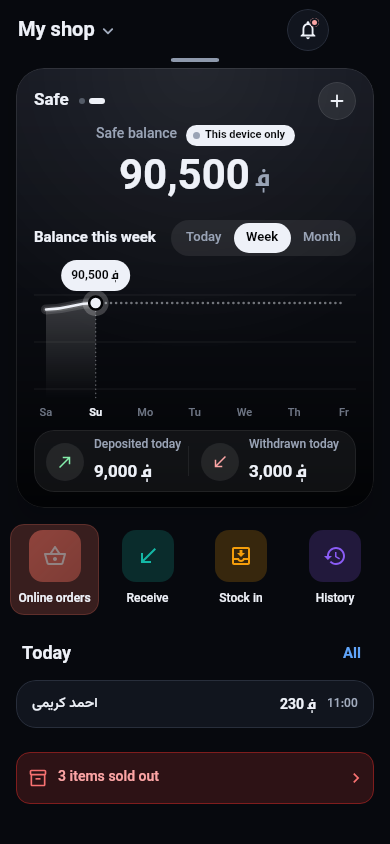 My shop
Safe
Safe balance
This device only
90,500 ؋
Balance this week
Today Week Month
90,500 ؋
Sa Su Mo Tu We Th Fr
Deposited today
9,000 ؋
Withdrawn today
3,000 ؋
Online orders
Receive
Stock in
History
Today
All
احمد کریمی
230 ؋
11:00
3 items sold out